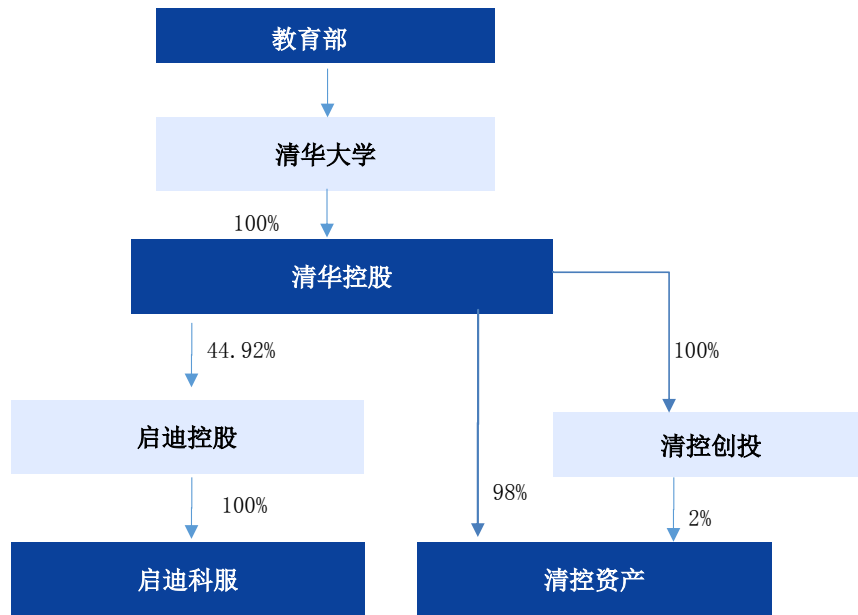 教育部
清华大学
100%
清华控股
44.92%
100%
启迪控股
清控创投
100%
98%
2%
启迪科服
清控资产